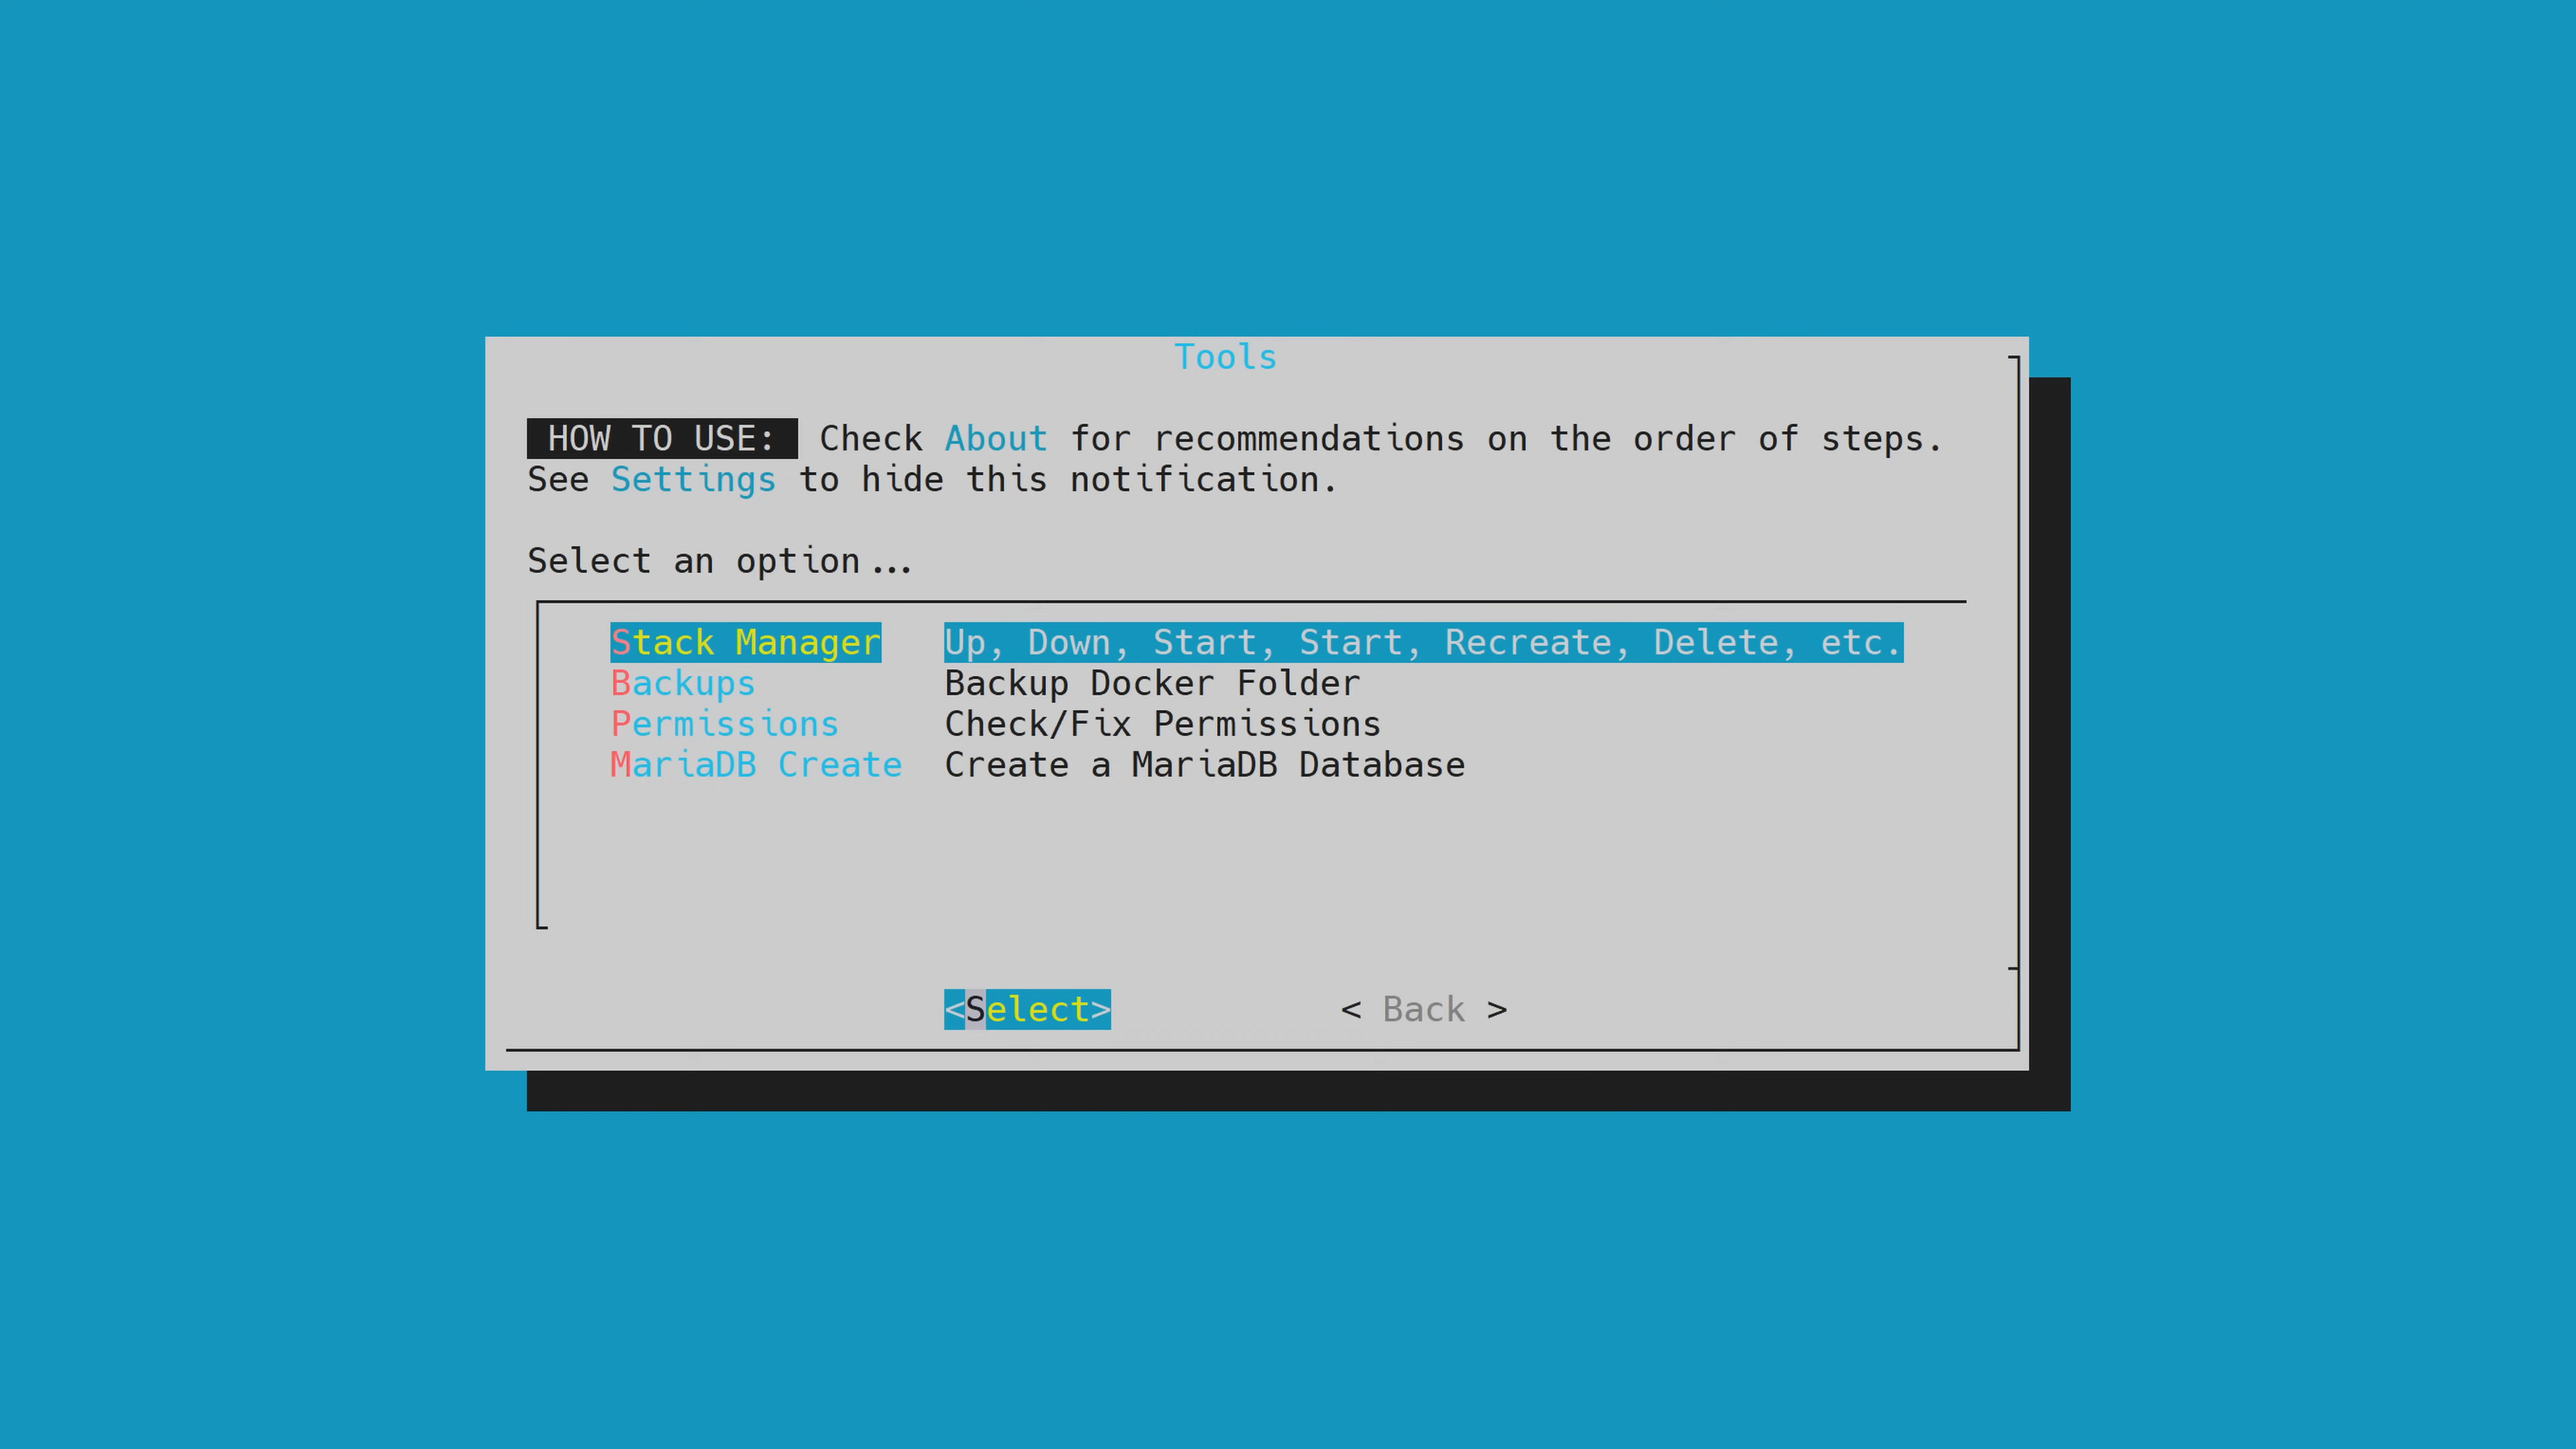 Tools
HOW TO USE: Check About for recommendations on the order of steps.
See Settings to hide this notification.
Select an option...
Stack Manager Up, Down, Start, Start, Recreate, Delete, etc.
Backups Backup Docker Folder
Permissions Check/Fix Permissions
MariaDB Create Create a MariaDB Database
<Select> < Back >